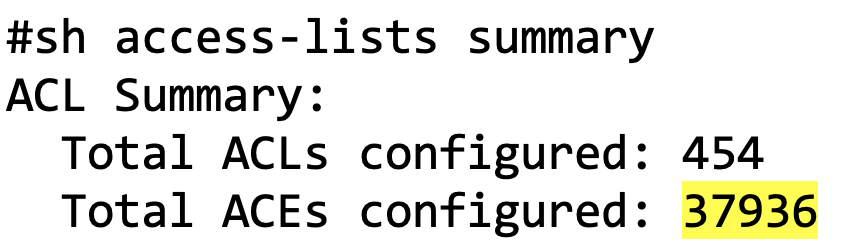 #sh access-lists summary
ACL Summary:
Total ACLs configured: 454
Total ACEs configured: 37936